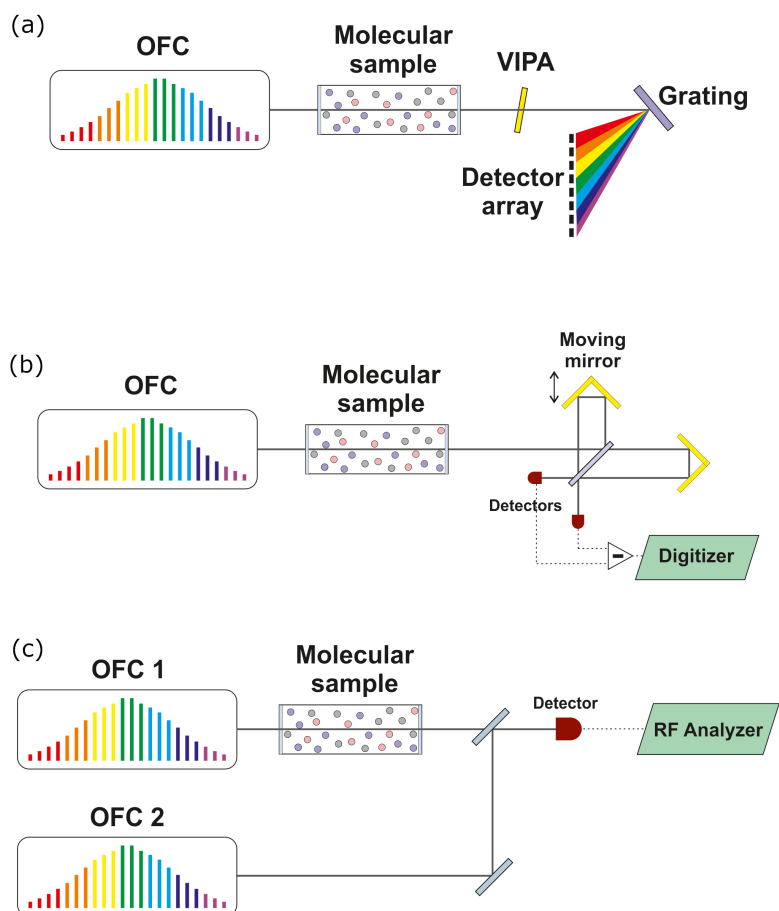 (a)
OFC
Molecular
sample
VIPA
Grating
Detector
array
(b)
OFC
Molecular
sample
Moving
mirror
Detectors
Digitizer
(c)
OFC 1
Molecular
sample
Detector
RF Analyzer
OFC 2